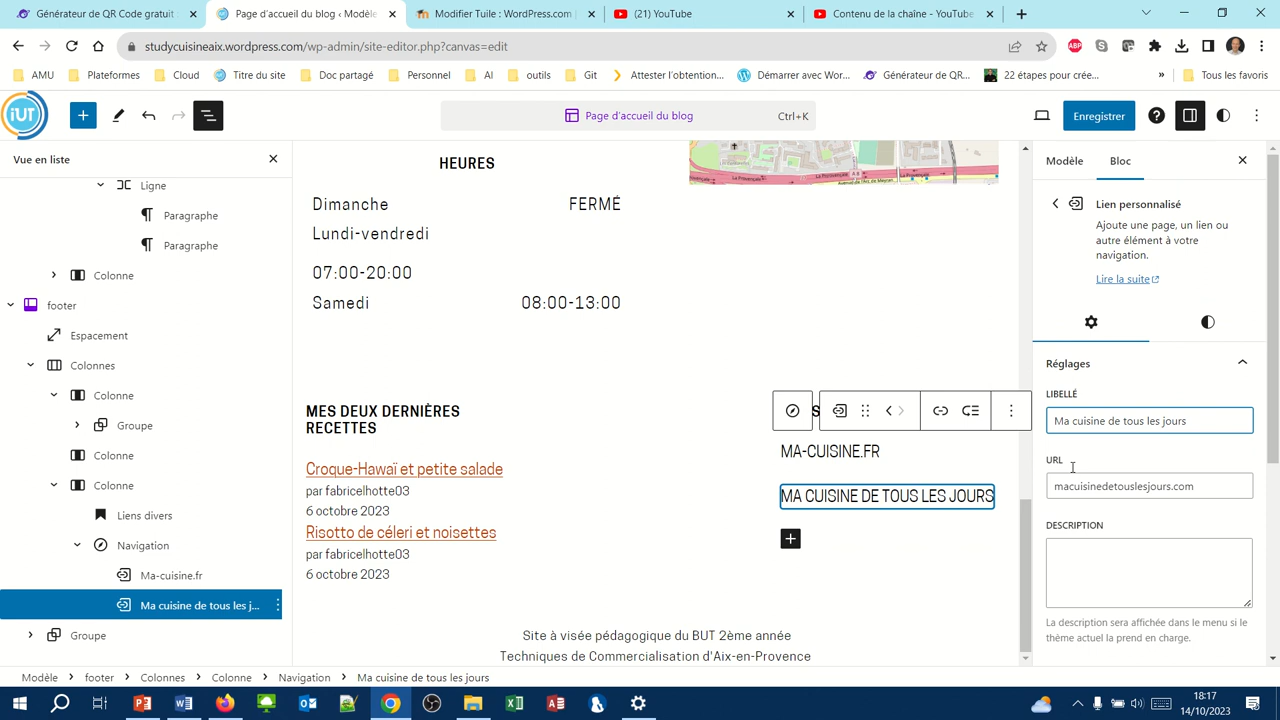 Générateur de QR Code gratuit
Page d'accueil du blog ‹ Modèle
Modifier Tuile : WordPress.com
(21) YouTube
Contenu de la chaîne - YouTube
studycuisineaix.wordpress.com/wp-admin/site-editor.php?canvas=edit
AMU
Plateformes
Cloud
Titre du site
Doc partagé
Personnel
AI
outils
Git
Attester l'obtention...
Démarrer avec Wor...
Générateur de QR...
22 étapes pour crée...
»
Tous les favoris
iUT
Page d'accueil du blog
Ctrl+K
Enregistrer
Vue en liste
Ligne
Paragraphe
Paragraphe
Colonne
footer
Espacement
Colonnes
Colonne
Groupe
Colonne
Colonne
Liens divers
Navigation
Ma-cuisine.fr
Ma cuisine de tous les j...
Groupe
HEURES
Dimanche
FERMÉ
Lundi-vendredi
07:00-20:00
Samedi
08:00-13:00
MES DEUX DERNIÈRES
RECETTES
Croque-Hawaï et petite salade
par fabricelhotte03
6 octobre 2023
Risotto de céleri et noisettes
par fabricelhotte03
6 octobre 2023
MA-CUISINE.FR
MA CUISINE DE TOUS LES JOURS
Site à visée pédagogique du BUT 2ème année
Techniques de Commercialisation d'Aix-en-Provence
Modèle
Bloc
Lien personnalisé
Ajoute une page, un lien ou
autre élément à votre
navigation.
Lire la suite
Réglages
LIBELLÉ
Ma cuisine de tous les jours
URL
macuisinedetouslesjours.com
DESCRIPTION
La description sera affichée dans le menu si le
thème actuel la prend en charge.
Modèle › footer › Colonnes › Colonne › Navigation › Ma cuisine de tous les jours
18:17
14/10/2023